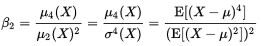 β₂ = μ₄(X) / μ₂(X)² = μ₄(X) / σ⁴(X) = E[(X − μ)⁴] / (E[(X − μ)²])²